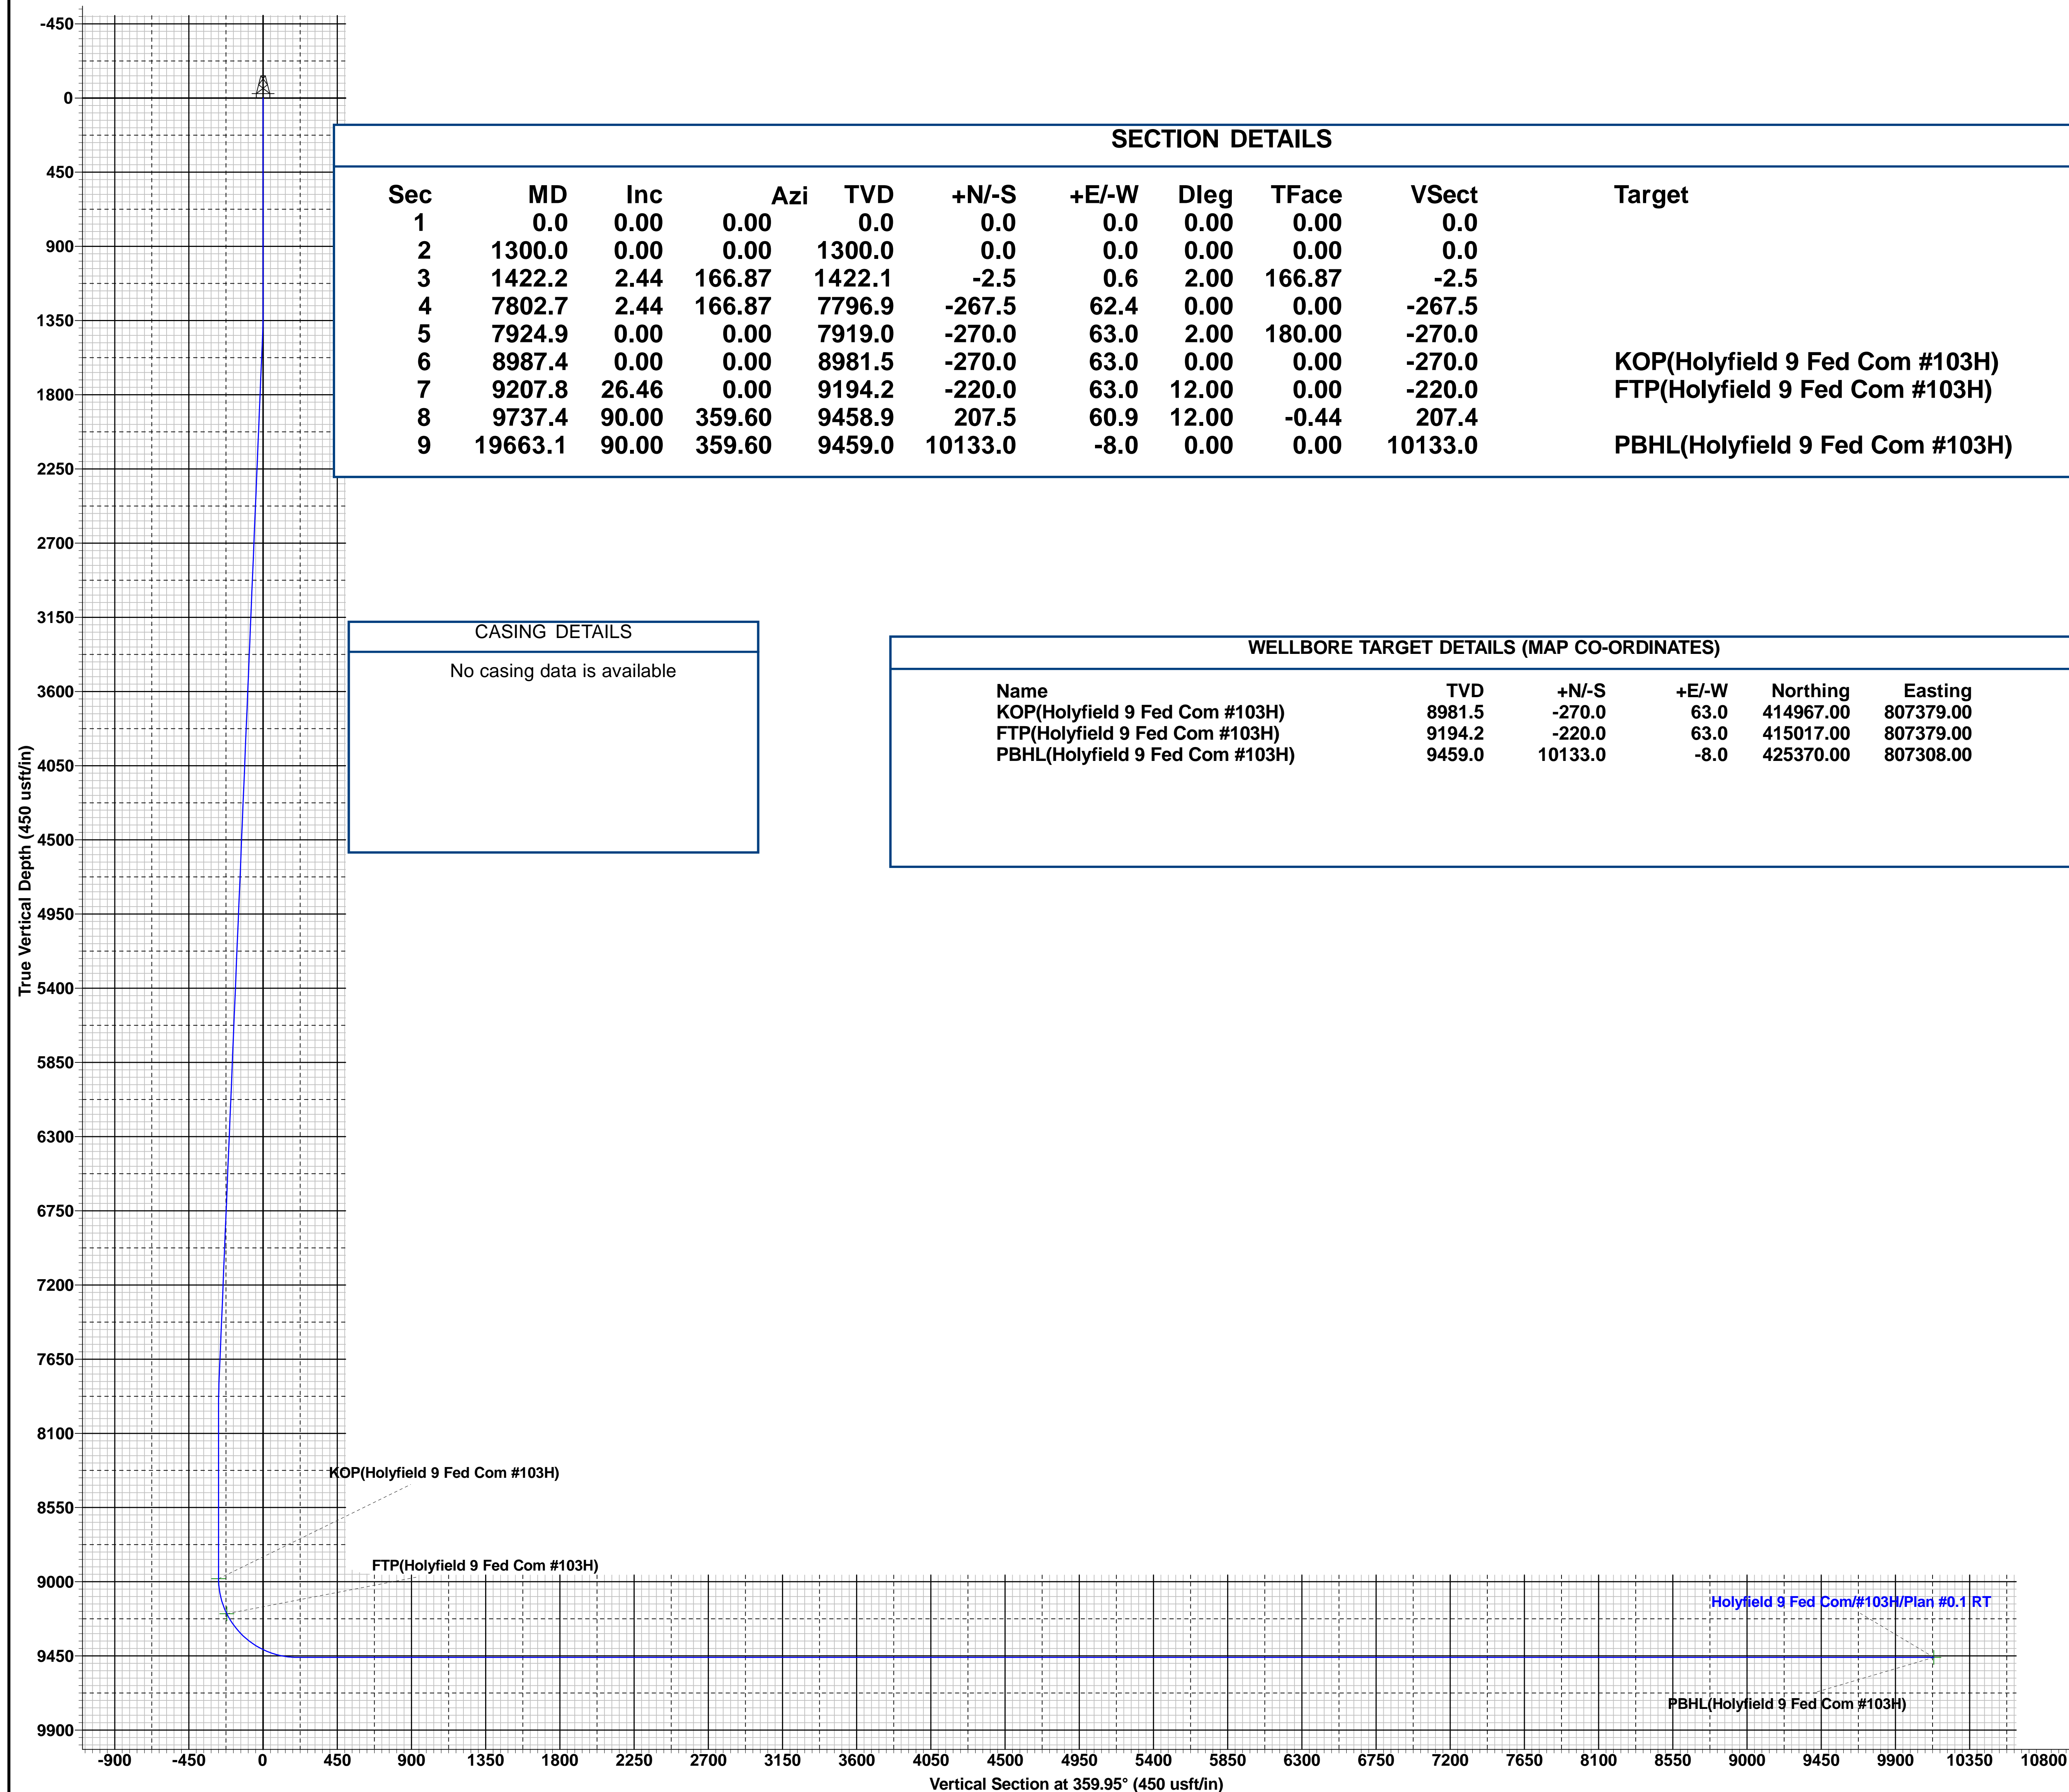 SECTION DETAILS
Sec MD Inc Azi TVD +N/-S +E/-W Dleg TFace VSect Target
1 0.0 0.00 0.00 0.0 0.0 0.0 0.00 0.00 0.0
2 1300.0 0.00 0.00 1300.0 0.0 0.0 0.00 0.00 0.0
3 1422.2 2.44 166.87 1422.1 -2.5 0.6 2.00 166.87 -2.5
4 7802.7 2.44 166.87 7796.9 -267.5 62.4 0.00 0.00 -267.5
5 7924.9 0.00 0.00 7919.0 -270.0 63.0 2.00 180.00 -270.0
6 8987.4 0.00 0.00 8981.5 -270.0 63.0 0.00 0.00 -270.0 KOP(Holyfield 9 Fed Com #103H)
7 9207.8 26.46 0.00 9194.2 -220.0 63.0 12.00 0.00 -220.0 FTP(Holyfield 9 Fed Com #103H)
8 9737.4 90.00 359.60 9458.9 207.5 60.9 12.00 -0.44 207.4
9 19663.1 90.00 359.60 9459.0 10133.0 -8.0 0.00 0.00 10133.0 PBHL(Holyfield 9 Fed Com #103H)
CASING DETAILS
No casing data is available
WELLBORE TARGET DETAILS (MAP CO-ORDINATES)
Name TVD +N/-S +E/-W Northing Easting
KOP(Holyfield 9 Fed Com #103H) 8981.5 -270.0 63.0 414967.00 807379.00
FTP(Holyfield 9 Fed Com #103H) 9194.2 -220.0 63.0 415017.00 807379.00
PBHL(Holyfield 9 Fed Com #103H) 9459.0 10133.0 -8.0 425370.00 807308.00
True Vertical Depth (450 usft/in)
-450
0
450
900
1350
1800
2250
2700
3150
3600
4050
4500
4950
5400
5850
6300
6750
7200
7650
8100
8550
9000
9450
9900
KOP(Holyfield 9 Fed Com #103H)
FTP(Holyfield 9 Fed Com #103H)
Holyfield 9 Fed Com/#103H/Plan #0.1 RT
PBHL(Holyfield 9 Fed Com #103H)
-900 -450 0 450 900 1350 1800 2250 2700 3150 3600 4050 4500 4950 5400 5850 6300 6750 7200 7650 8100 8550 9000 9450 9900 10350 10800
Vertical Section at 359.95° (450 usft/in)